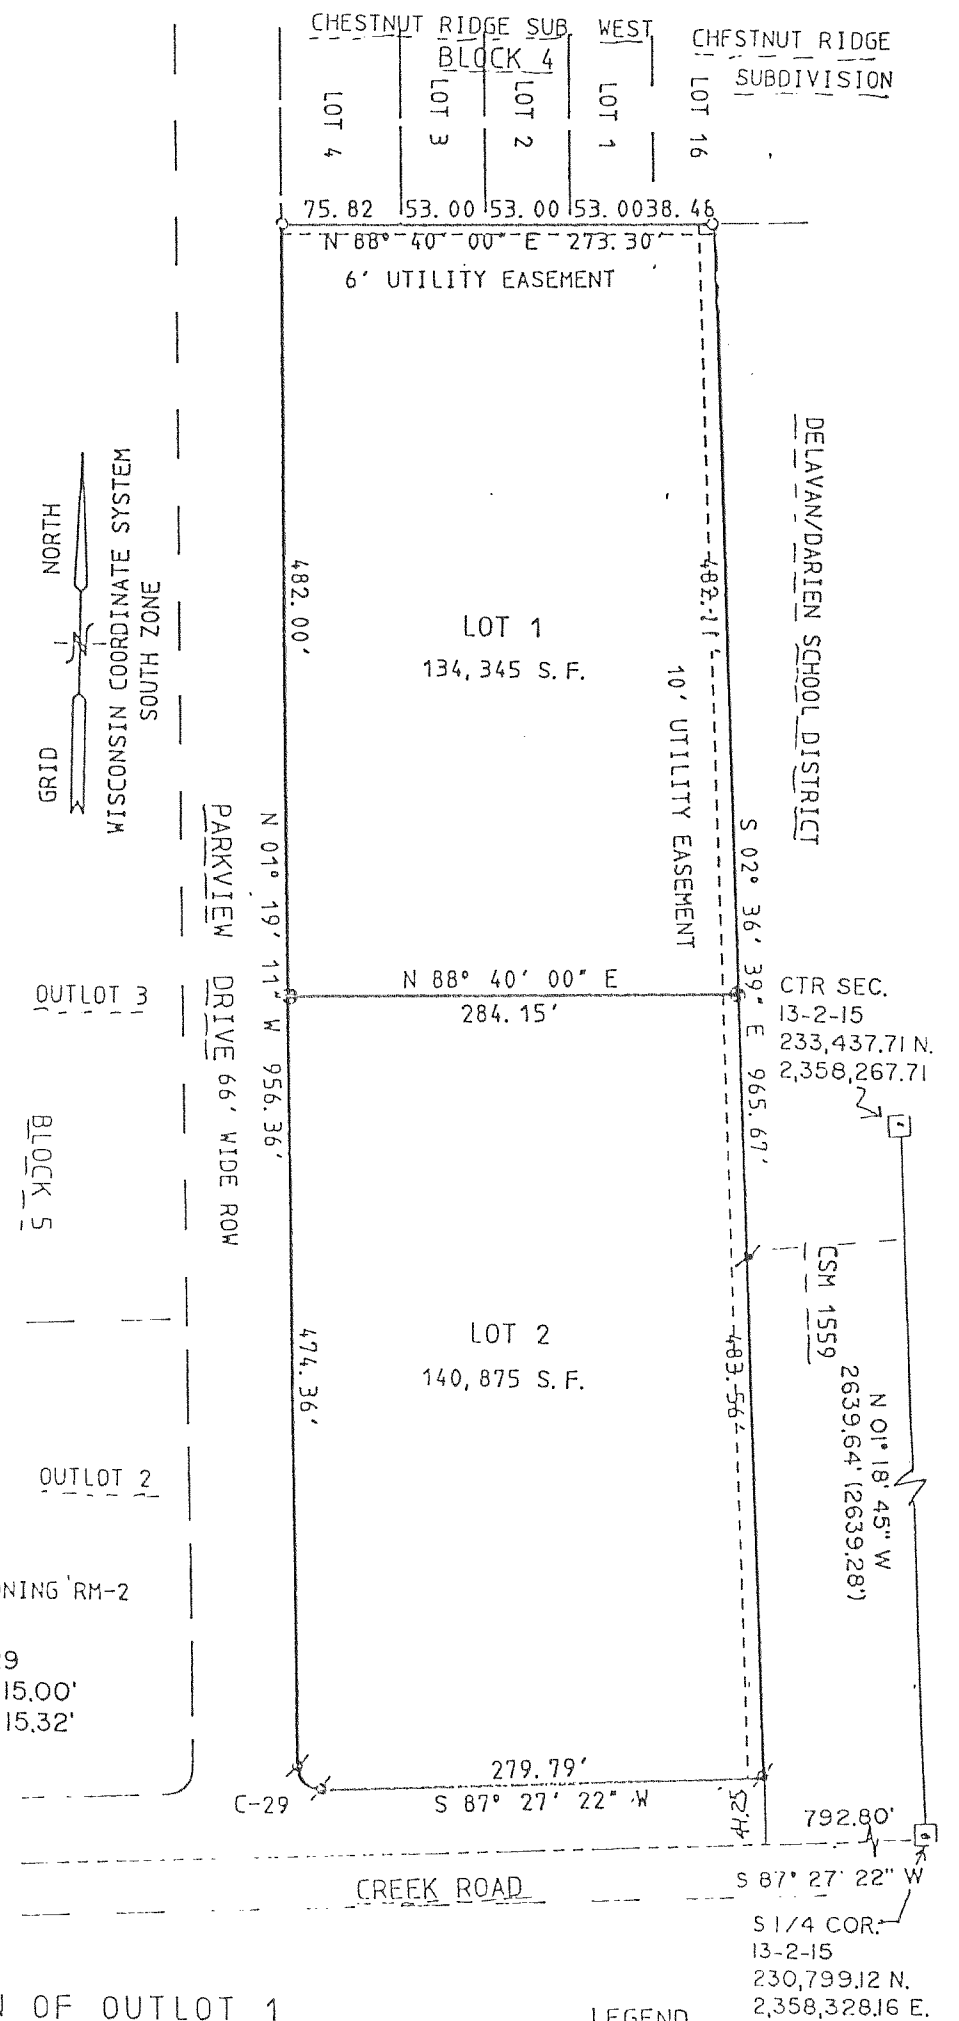 CHESTNUT RIDGE SUB. WEST
BLOCK 4
CHESTNUT RIDGE
SUBDIVISION
LOT 4
LOT 3
LOT 2
LOT 1
LOT 16
75.82 53.00 53.00 53.00 38.46
N 88° 40' 00" E 273.30'
6' UTILITY EASEMENT
DELAVAN/DARIEN SCHOOL DISTRICT
NORTH
GRID
WISCONSIN COORDINATE SYSTEM
SOUTH ZONE
482.00'
482.11'
LOT 1
134,345 S.F.
10' UTILITY EASEMENT
PARKVIEW DRIVE 66' WIDE ROW
N 01° 19' 11" W 956.36'
S 02° 36' 39" E 965.67'
OUTLOT 3
N 88° 40' 00" E
284.15'
CTR SEC.
13-2-15
233,437.71 N.
2,358,267.71
BLOCK 5
CSM 1559
N 01° 18' 45" W
2639.64' (2639.28')
474.36'
483.56'
LOT 2
140,875 S.F.
OUTLOT 2
NING RM-2
9
15.00'
15.32'
C-29
279.79'
S 87° 27' 22" W
41.25'
792.80'
S 87° 27' 22" W
CREEK ROAD
S 1/4 COR.
13-2-15
230,799.12 N.
2,358,328.16 E.
N OF OUTLOT 1
LEGEND